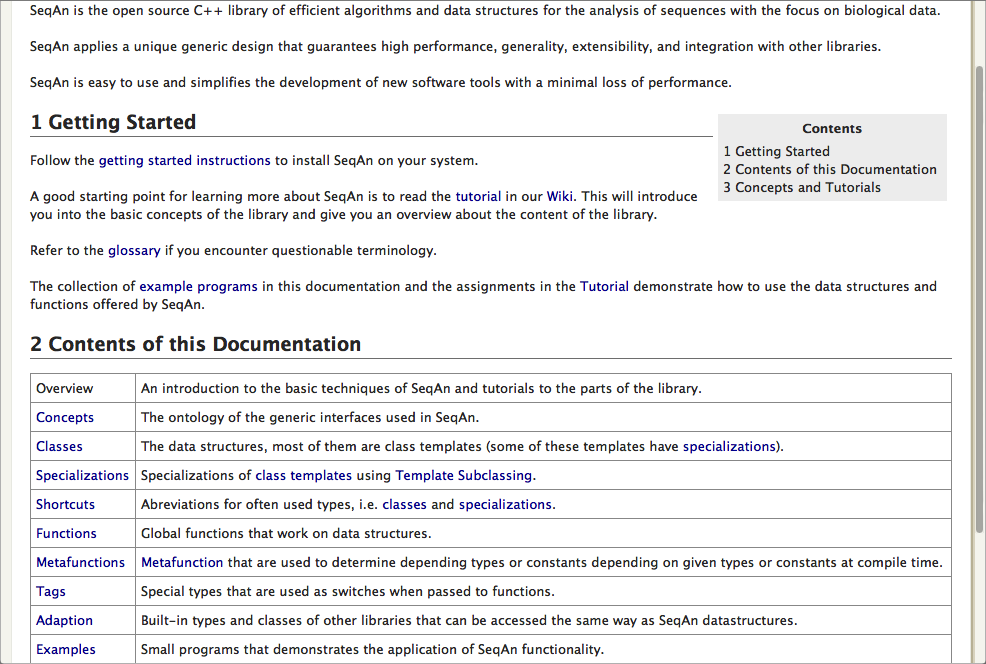 SeqAn is the open source C++ library of efficient algorithms and data structures for the analysis of sequences with the focus on biological data.
SeqAn applies a unique generic design that guarantees high performance, generality, extensibility, and integration with other libraries.
SeqAn is easy to use and simplifies the development of new software tools with a minimal loss of performance.
1 Getting Started
Contents
1 Getting Started
2 Contents of this Documentation
3 Concepts and Tutorials
Follow the getting started instructions to install SeqAn on your system.
A good starting point for learning more about SeqAn is to read the tutorial in our Wiki. This will introduce
you into the basic concepts of the library and give you an overview about the content of the library.
Refer to the glossary if you encounter questionable terminology.
The collection of example programs in this documentation and the assignments in the Tutorial demonstrate how to use the data structures and
functions offered by SeqAn.
2 Contents of this Documentation
Overview An introduction to the basic techniques of SeqAn and tutorials to the parts of the library.
Concepts The ontology of the generic interfaces used in SeqAn.
Classes The data structures, most of them are class templates (some of these templates have specializations).
Specializations Specializations of class templates using Template Subclassing.
Shortcuts Abreviations for often used types, i.e. classes and specializations.
Functions Global functions that work on data structures.
Metafunctions Metafunction that are used to determine depending types or constants depending on given types or constants at compile time.
Tags Special types that are used as switches when passed to functions.
Adaption Built-in types and classes of other libraries that can be accessed the same way as SeqAn datastructures.
Examples Small programs that demonstrates the application of SeqAn functionality.